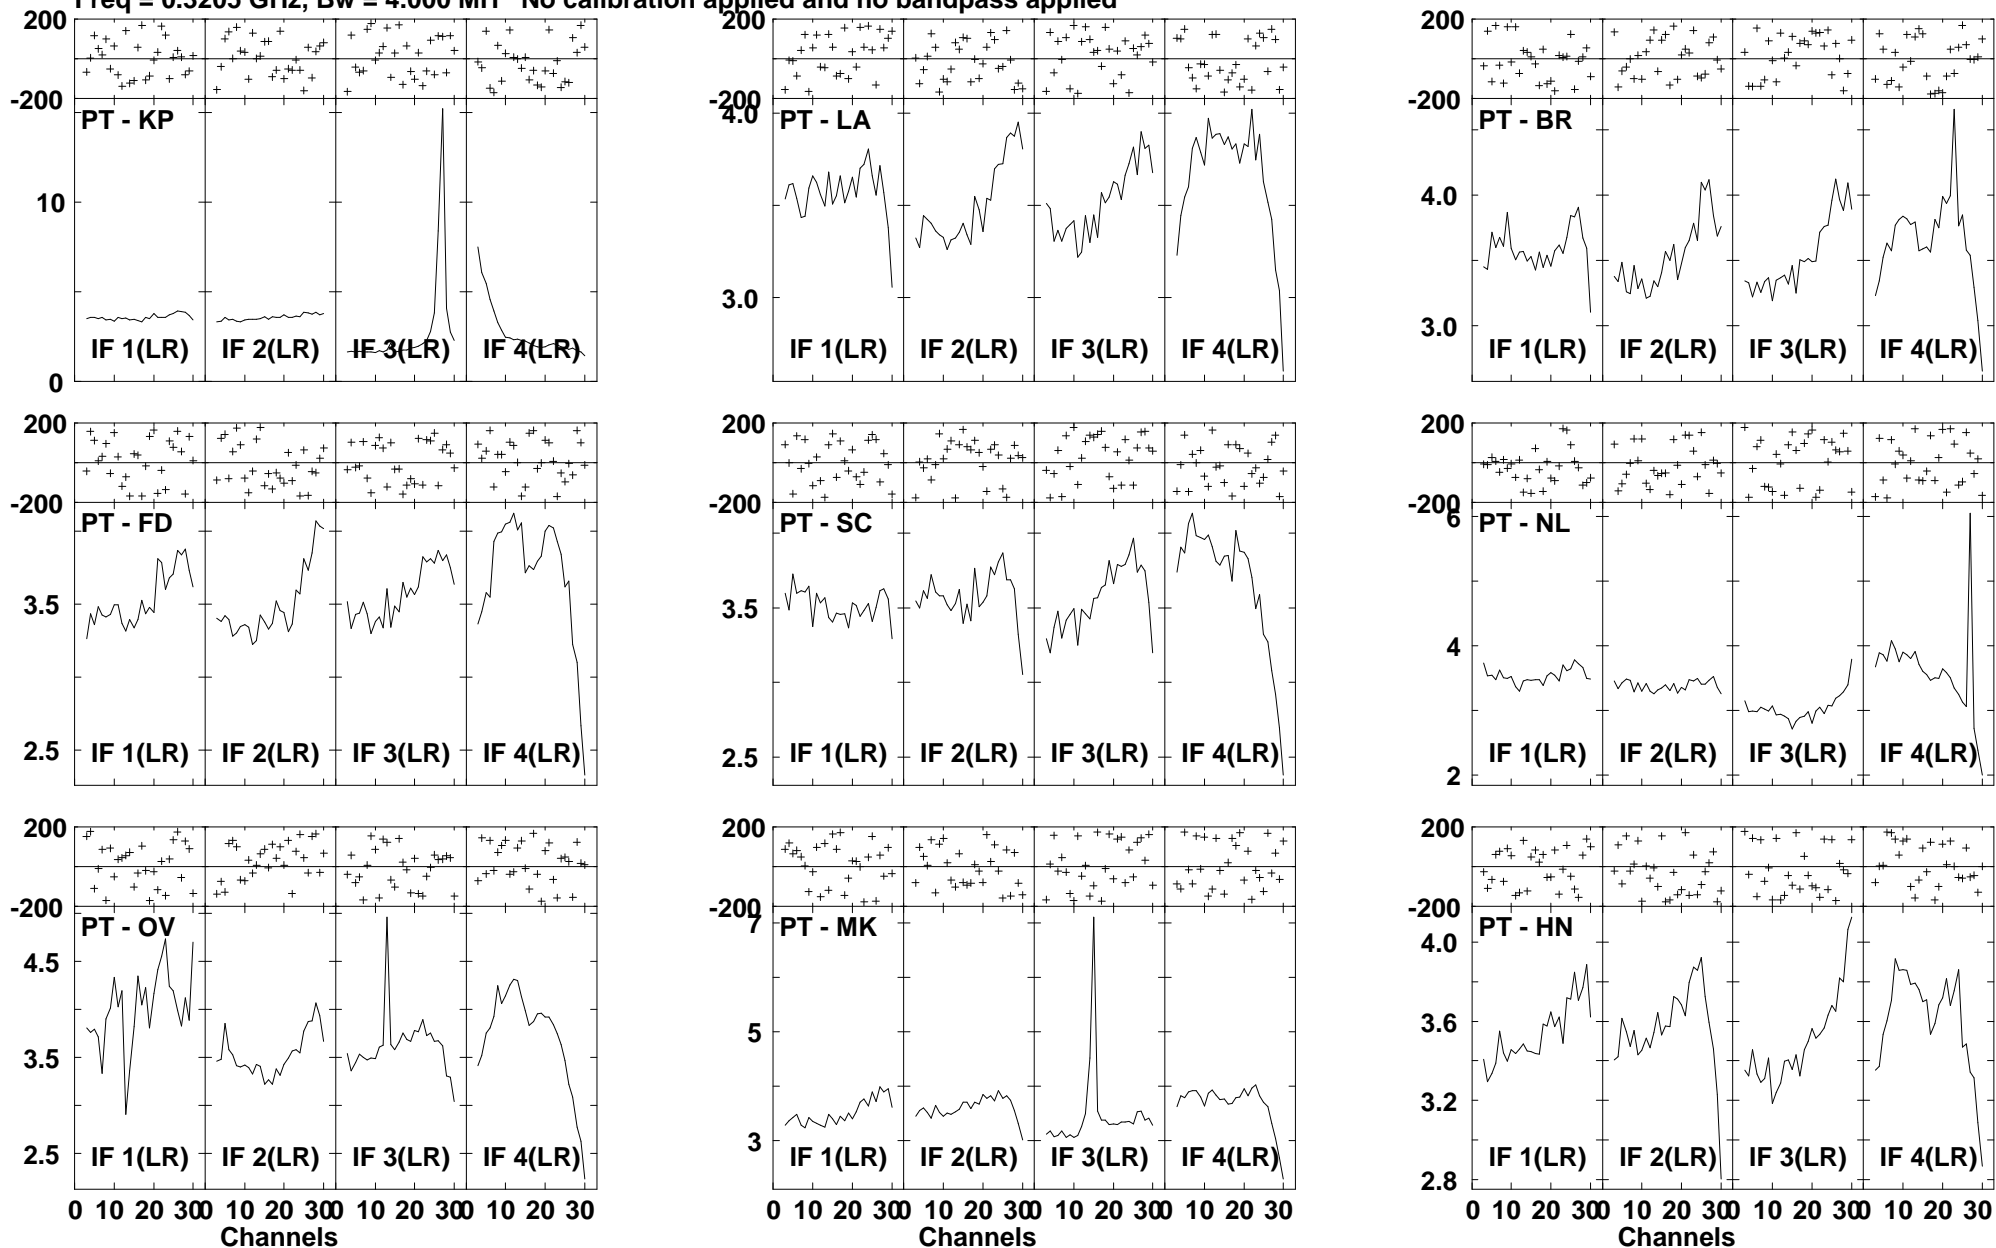 Freq = 0.3205 GHz, Bw = 4.000 MH No calibration applied and no bandpass applied
200 200
-200 -200
PT - KP
10
0
IF 1(LR) IF 2(LR) IF 3(LR) IF 4(LR)
4.0
PT - LA
3.0
IF 1(LR) IF 2(LR) IF 3(LR) IF 4(LR)
PT - BR
4.0
3.0
IF 1(LR) IF 2(LR) IF 3(LR) IF 4(LR)
200 200 200
-200 -200 -200
PT - FD
3.5
2.5
IF 1(LR) IF 2(LR) IF 3(LR) IF 4(LR)
PT - SC
3.5
2.5
IF 1(LR) IF 2(LR) IF 3(LR) IF 4(LR)
6
PT - NL
4
2
IF 1(LR) IF 2(LR) IF 3(LR) IF 4(LR)
200 200 200
-200 -200 -200
PT - OV
4.5
3.5
2.5
IF 1(LR) IF 2(LR) IF 3(LR) IF 4(LR)
0 10 20 30 0 10 20 30 0 10 20 30 0 10 20 30
Channels
7
PT - MK
5
3
IF 1(LR) IF 2(LR) IF 3(LR) IF 4(LR)
0 10 20 30 0 10 20 30 0 10 20 30 0 10 20 30
Channels
PT - HN
4.0
3.6
3.2
2.8
IF 1(LR) IF 2(LR) IF 3(LR) IF 4(LR)
0 10 20 30 0 10 20 30 0 10 20 30 0 10 20 30
Channels